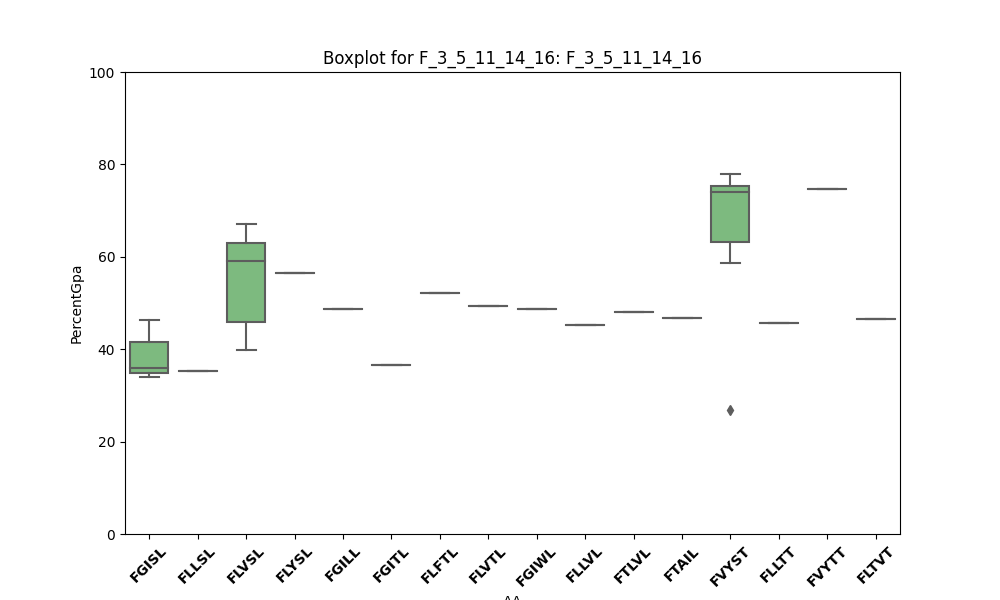 Boxplot for F_3_5_11_14_16: F_3_5_11_14_16
100
80
60
40
20
0
PercentGpa
FGISL FLLSL FLVSL FLYSL FGILL FGITL FLFTL FLVTL FGIWL FLLVL FTLVL FTAIL FVYST FLLTT FVYTT FLTVT
AA